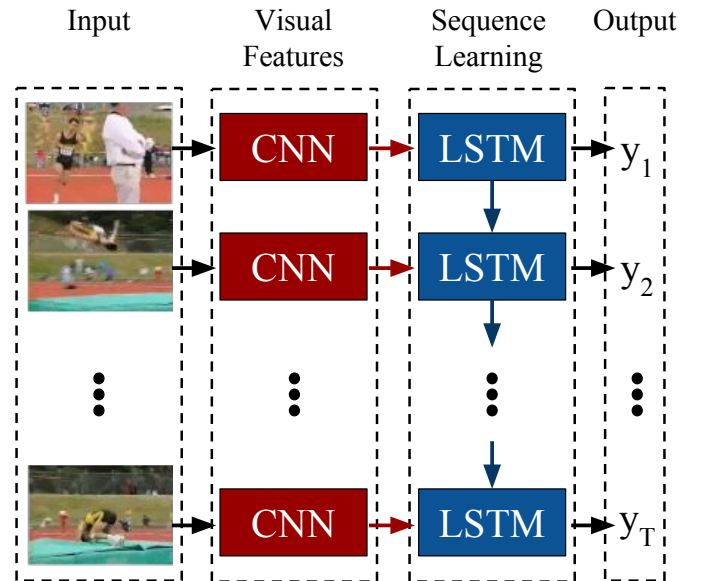 Input
Visual
Features
Sequence
Learning
Output
CNN
LSTM
y1
CNN
LSTM
y2
CNN
LSTM
yT